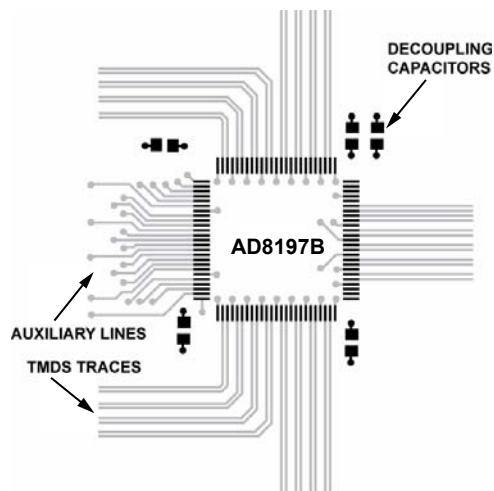 DECOUPLING
CAPACITORS
AD8197B
AUXILIARY LINES
TMDS TRACES